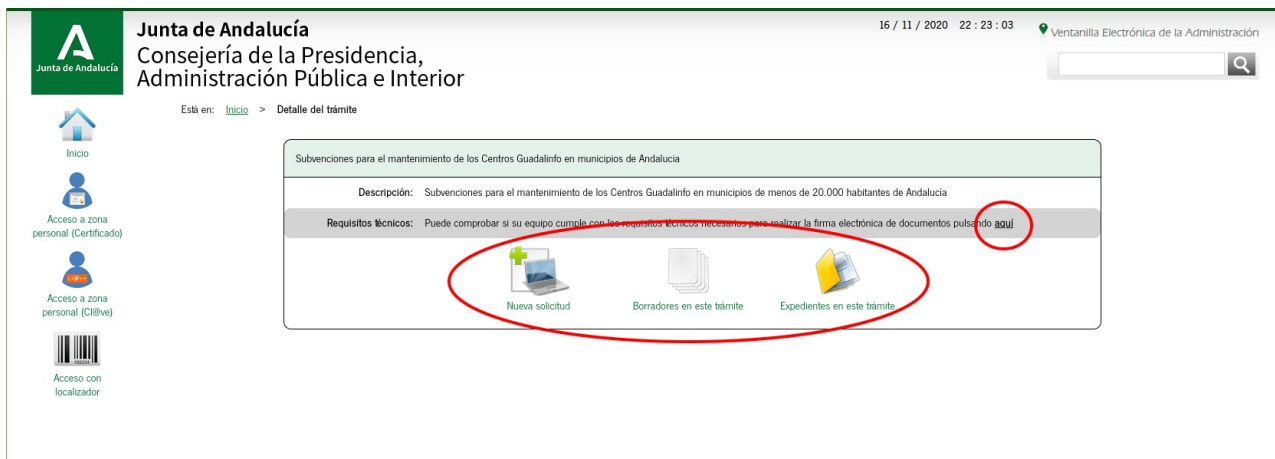 Junta de Andalucía
Junta de Andalucía
Consejería de la Presidencia,
Administración Pública e Interior
16 / 11 / 2020 22 : 23 : 03
Ventanilla Electrónica de la Administración
Está en: Inicio > Detalle del trámite
Inicio
Acceso a zona
personal (Certificado)
Acceso a zona
personal (Cl@ve)
Acceso con
localizador
Subvenciones para el mantenimiento de los Centros Guadalinfo en municipios de Andalucia
Descripción: Subvenciones para el mantenimiento de los Centros Guadalinfo en municipios de menos de 20.000 habitantes de Andalucía
Requisitos técnicos: Puede comprobar si su equipo cumple con los requisitos técnicos necesarios para realizar la firma electrónica de documentos pulsando aquí
Nueva solicitud
Borradores en este trámite
Expedientes en este trámite